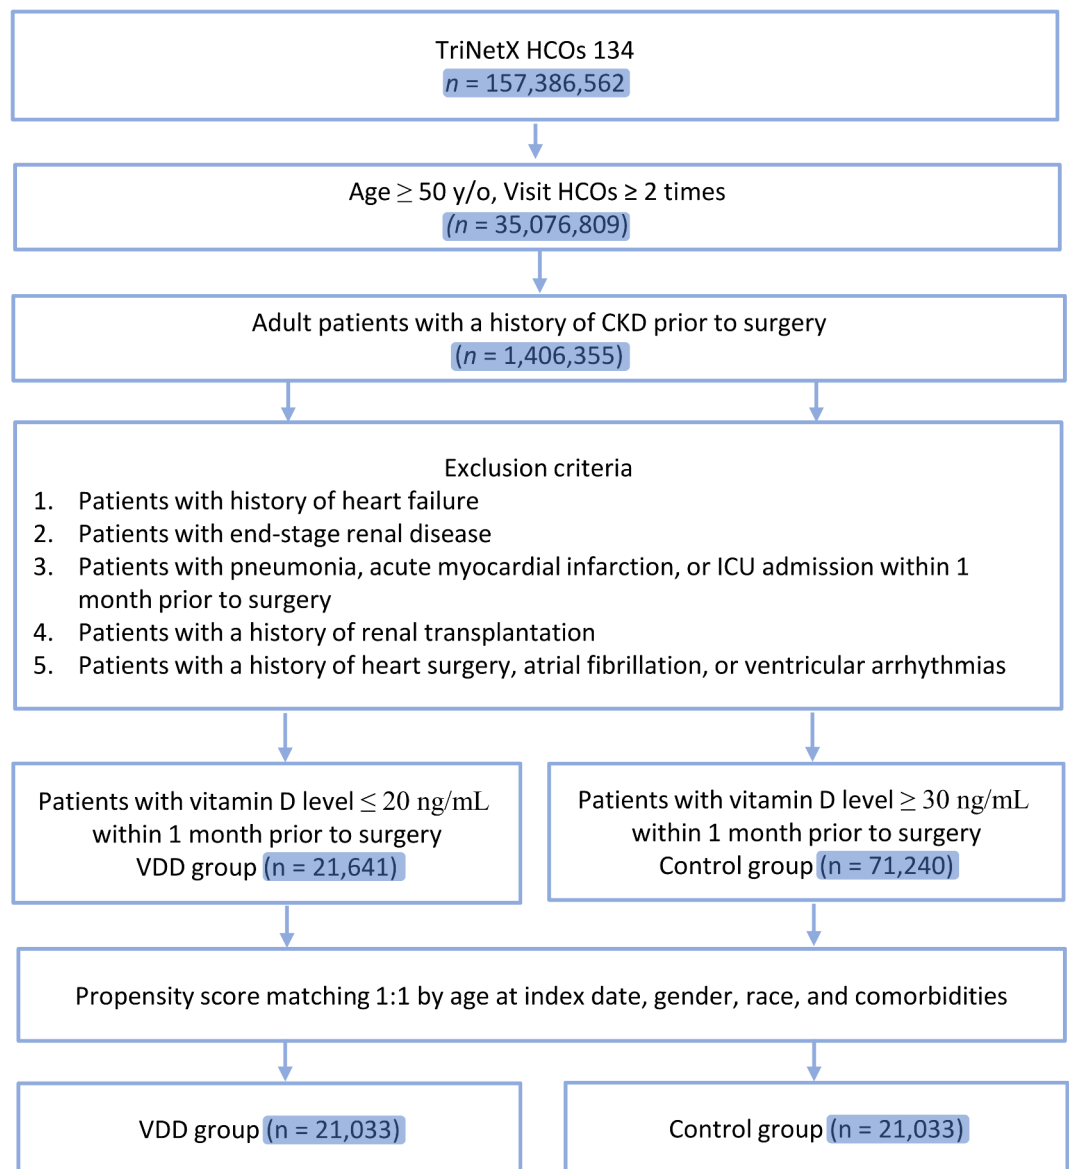 TriNetX HCOs 134
n = 157,386,562
Age ≥ 50 y/o, Visit HCOs ≥ 2 times
(n = 35,076,809)
Adult patients with a history of CKD prior to surgery
(n = 1,406,355)
Exclusion criteria
1. Patients with history of heart failure
2. Patients with end-stage renal disease
3. Patients with pneumonia, acute myocardial infarction, or ICU admission within 1
month prior to surgery
4. Patients with a history of renal transplantation
5. Patients with a history of heart surgery, atrial fibrillation, or ventricular arrhythmias
Patients with vitamin D level ≤ 20 ng/mL
within 1 month prior to surgery
VDD group (n = 21,641)
Patients with vitamin D level ≥ 30 ng/mL
within 1 month prior to surgery
Control group (n = 71,240)
Propensity score matching 1:1 by age at index date, gender, race, and comorbidities
VDD group (n = 21,033)
Control group (n = 21,033)